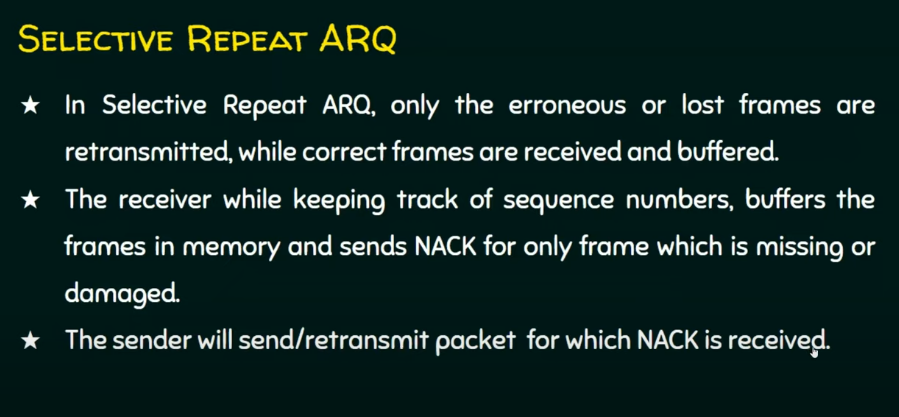 Selective Repeat ARQ
★ In Selective Repeat ARQ, only the erroneous or lost frames are
retransmitted, while correct frames are received and buffered.
★ The receiver while keeping track of sequence numbers, buffers the
frames in memory and sends NACK for only frame which is missing or
damaged.
★ The sender will send/retransmit packet for which NACK is received.